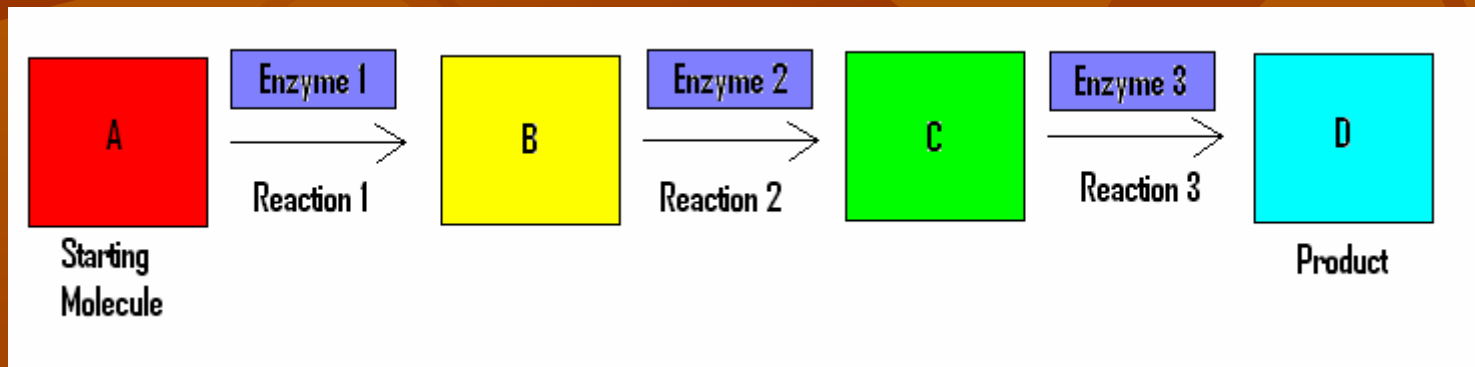 Enzyme 1
Enzyme 2
Enzyme 3
A
B
C
D
Reaction 1
Reaction 2
Reaction 3
Starting
Molecule
Product